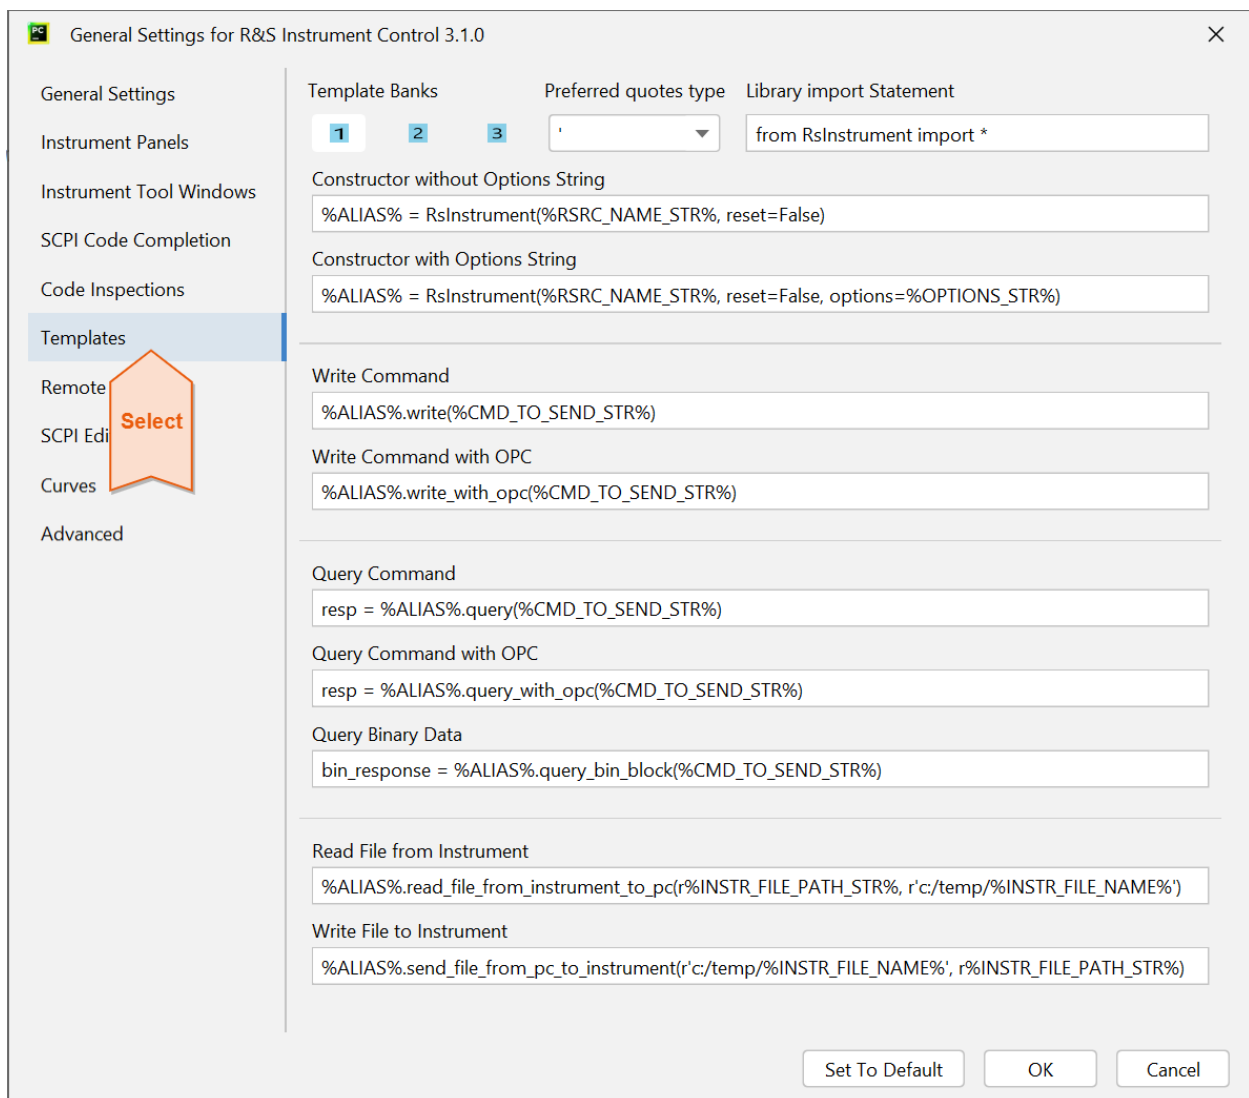 PC
General Settings for R&S Instrument Control 3.1.0
General Settings
Instrument Panels
Instrument Tool Windows
SCPI Code Completion
Code Inspections
Templates
Remote
SCPI Edi
Curves
Advanced
Select
Template Banks
Preferred quotes type
Library import Statement
1
2
3
'
from RsInstrument import *
Constructor without Options String
%ALIAS% = RsInstrument(%RSRC_NAME_STR%, reset=False)
Constructor with Options String
%ALIAS% = RsInstrument(%RSRC_NAME_STR%, reset=False, options=%OPTIONS_STR%)
Write Command
%ALIAS%.write(%CMD_TO_SEND_STR%)
Write Command with OPC
%ALIAS%.write_with_opc(%CMD_TO_SEND_STR%)
Query Command
resp = %ALIAS%.query(%CMD_TO_SEND_STR%)
Query Command with OPC
resp = %ALIAS%.query_with_opc(%CMD_TO_SEND_STR%)
Query Binary Data
bin_response = %ALIAS%.query_bin_block(%CMD_TO_SEND_STR%)
Read File from Instrument
%ALIAS%.read_file_from_instrument_to_pc(r%INSTR_FILE_PATH_STR%, r'c:/temp/%INSTR_FILE_NAME%')
Write File to Instrument
%ALIAS%.send_file_from_pc_to_instrument(r'c:/temp/%INSTR_FILE_NAME%', r%INSTR_FILE_PATH_STR%)
Set To Default
OK
Cancel